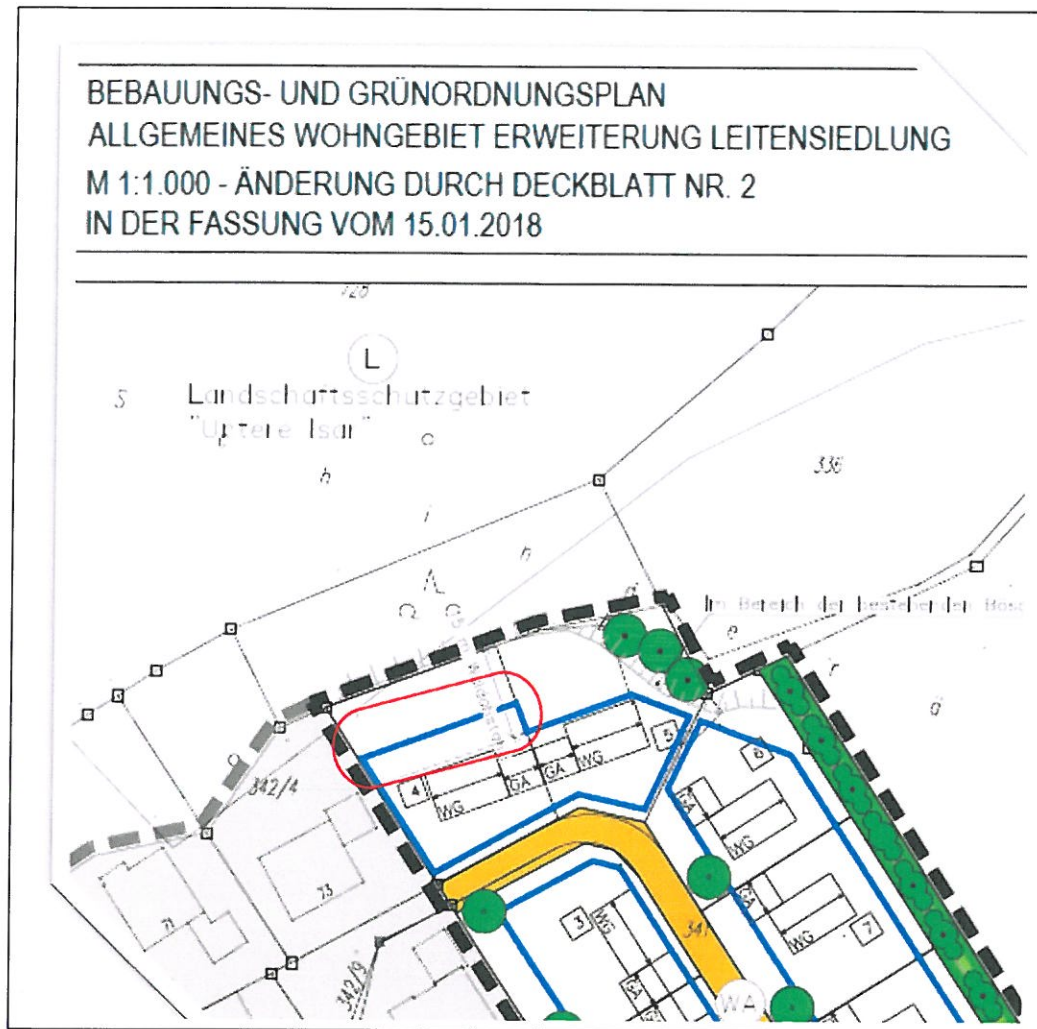 BEBAUUNGS- UND GRÜNORDNUNGSPLAN
ALLGEMEINES WOHNGEBIET ERWEITERUNG LEITENSIEDLUNG
M 1:1.000 - ÄNDERUNG DURCH DECKBLATT NR. 2
IN DER FASSUNG VOM 15.01.2018
L
S
Landschaftsschutzgebiet
"Untere Isar"
h
336
i
n
Im Bereich der bestehenden
e
r
342/4
4
WG
GA
GA
WG
5
6
GA
WG
73
71
3
WG
341
GA
WG
7
342/9
GA
WA